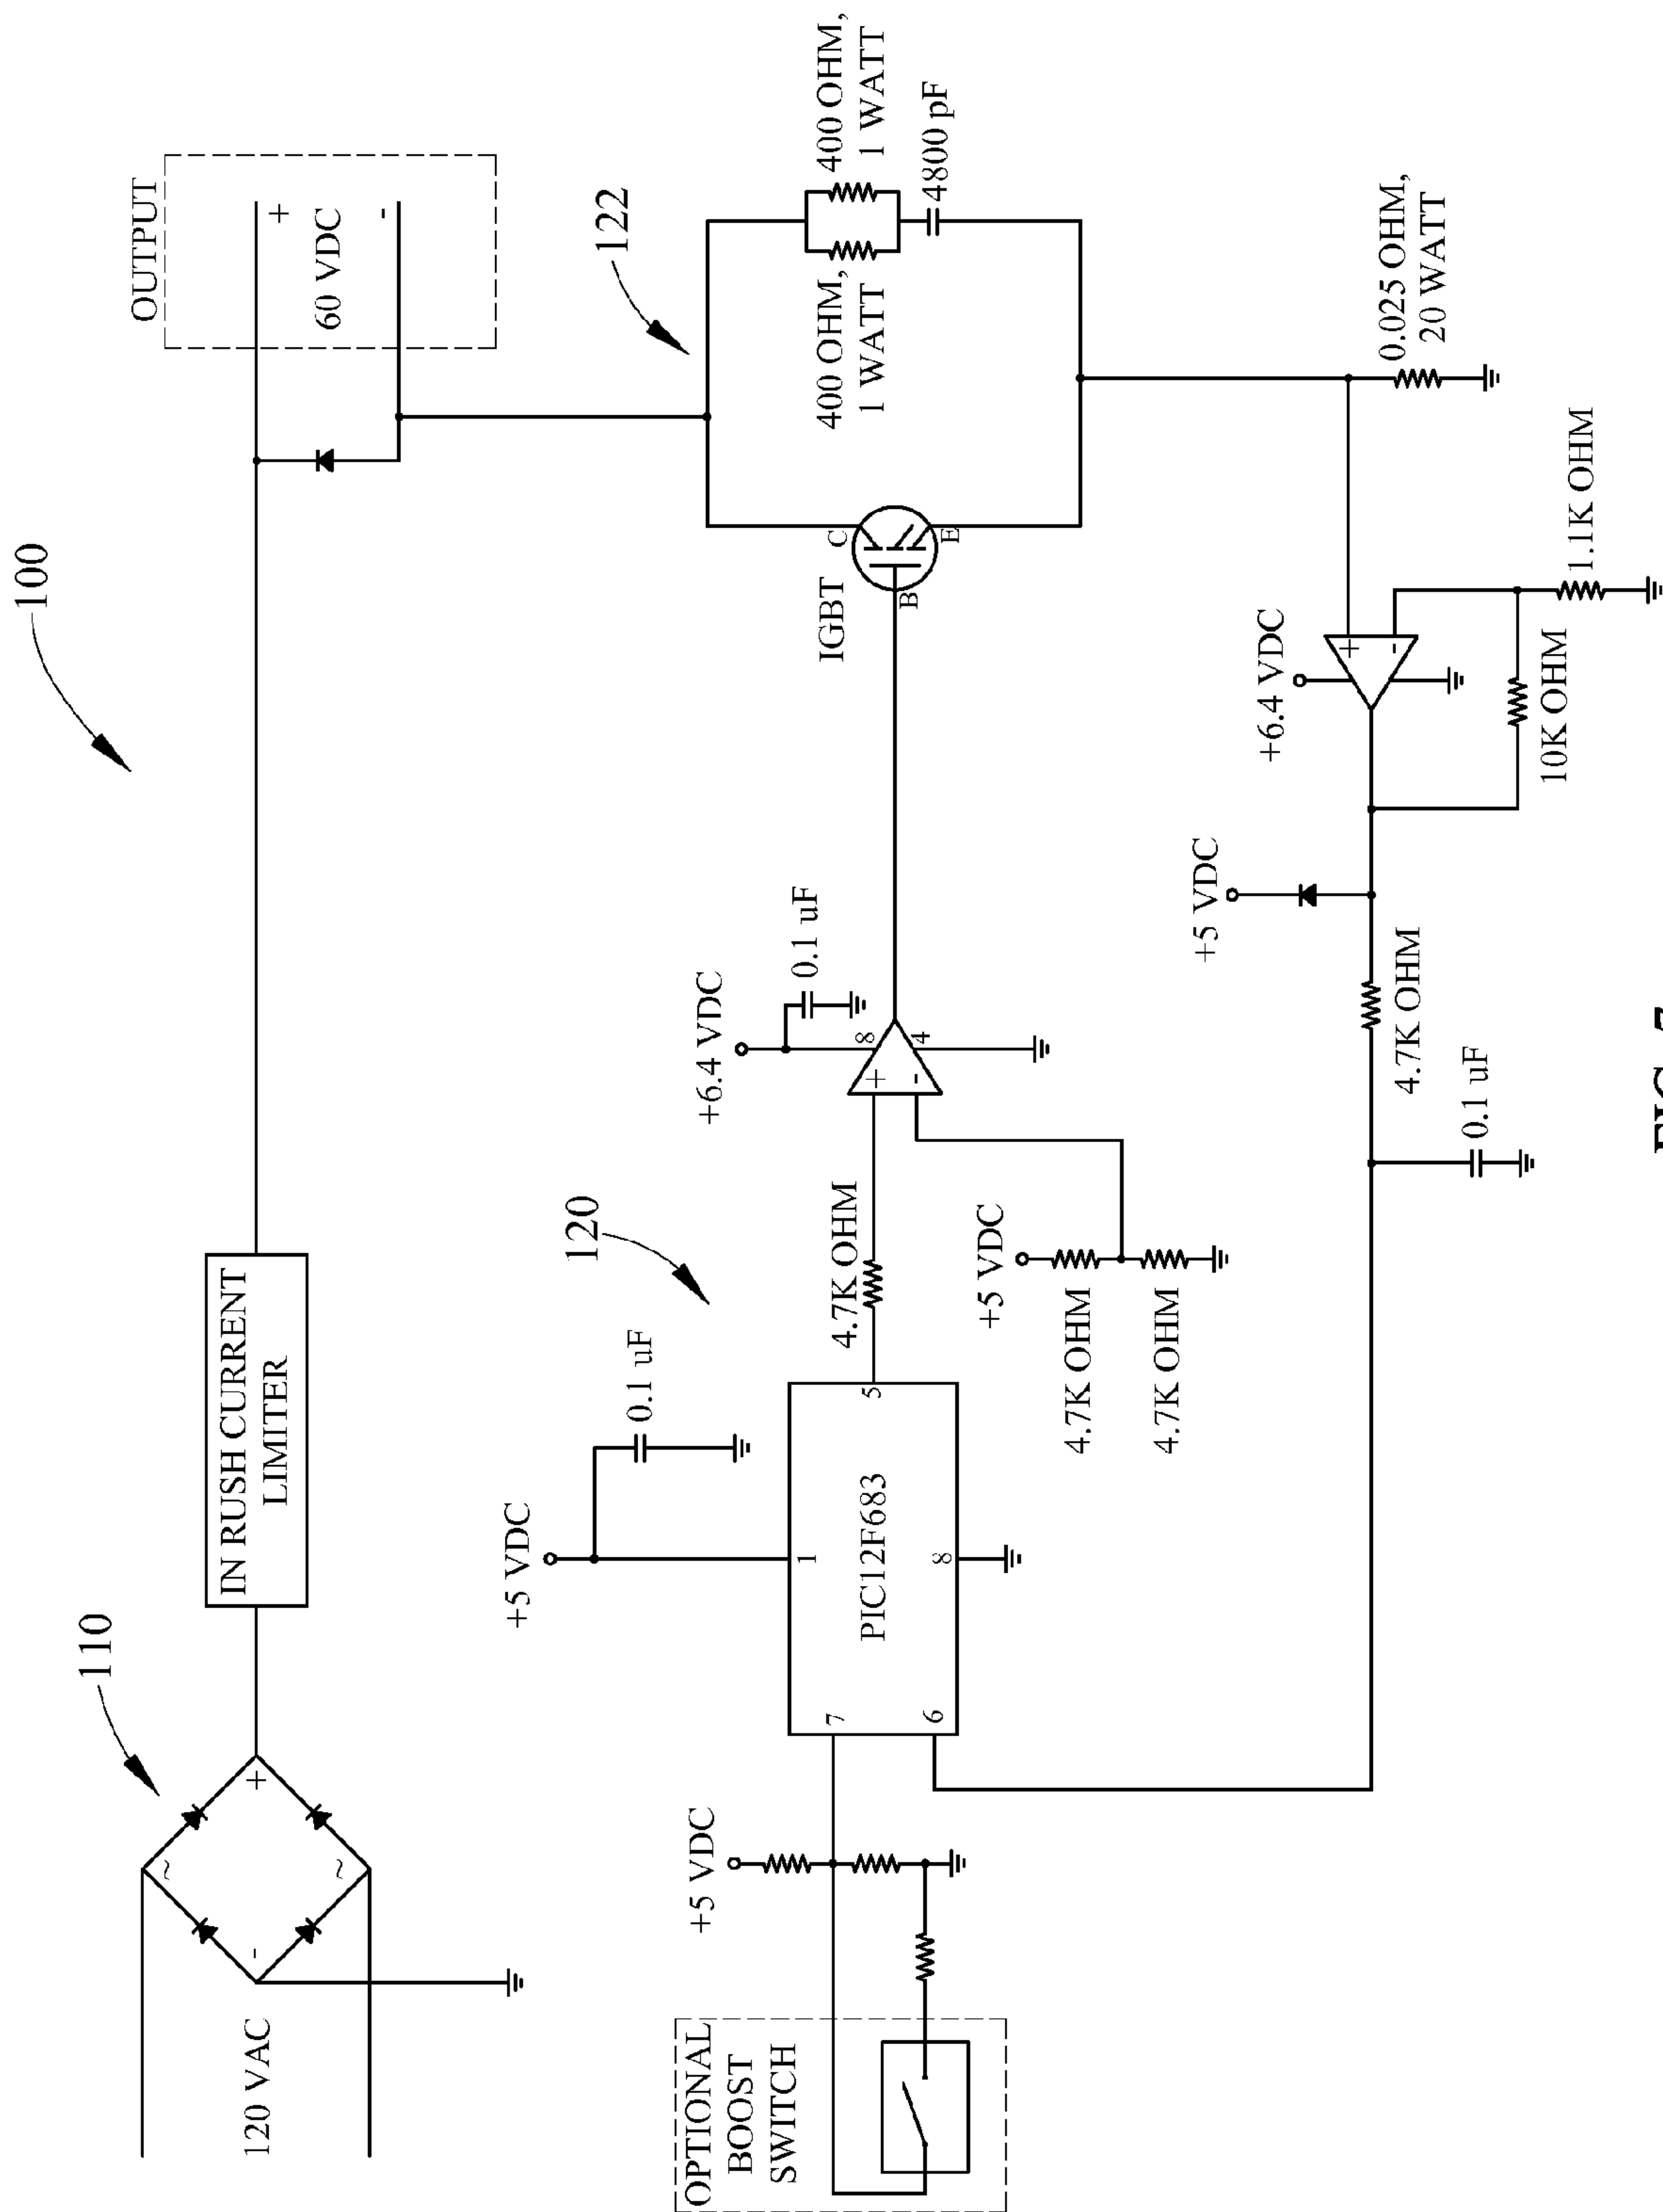 100
110
120 VAC
IN RUSH CURRENT
LIMITER
OUTPUT
+
60 VDC
-
+
-
~
~
122
400 OHM,
1 WATT
400 OHM,
1 WATT
4800 pF
IGBT
C
B
E
0.025 OHM,
20 WATT
120
+5 VDC
0.1 uF
1
PIC12F683
5
7
6
8
4.7K OHM
+6.4 VDC
0.1 uF
8
+
-
4
+5 VDC
4.7K OHM
4.7K OHM
+5 VDC
OPTIONAL
BOOST
SWITCH
+6.4 VDC
+
-
1.1K OHM
10K OHM
+5 VDC
4.7K OHM
0.1 uF